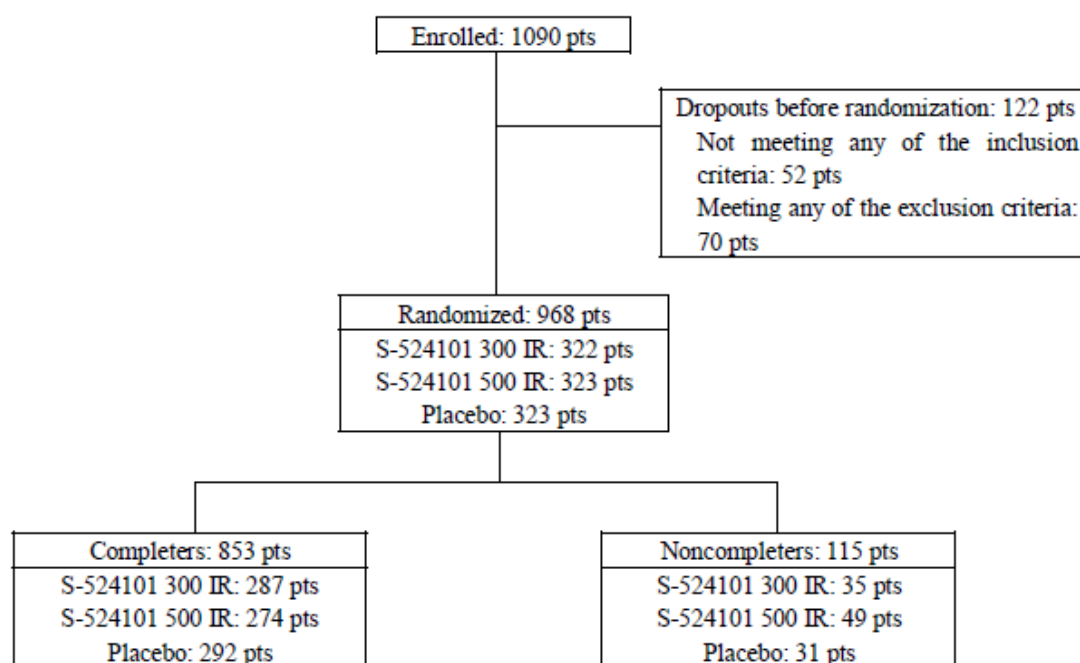 Enrolled: 1090 pts
Dropouts before randomization: 122 pts
Not meeting any of the inclusion
criteria: 52 pts
Meeting any of the exclusion criteria:
70 pts
Randomized: 968 pts
S-524101 300 IR: 322 pts
S-524101 500 IR: 323 pts
Placebo: 323 pts
Completers: 853 pts
S-524101 300 IR: 287 pts
S-524101 500 IR: 274 pts
Placebo: 292 pts
Noncompleters: 115 pts
S-524101 300 IR: 35 pts
S-524101 500 IR: 49 pts
Placebo: 31 pts